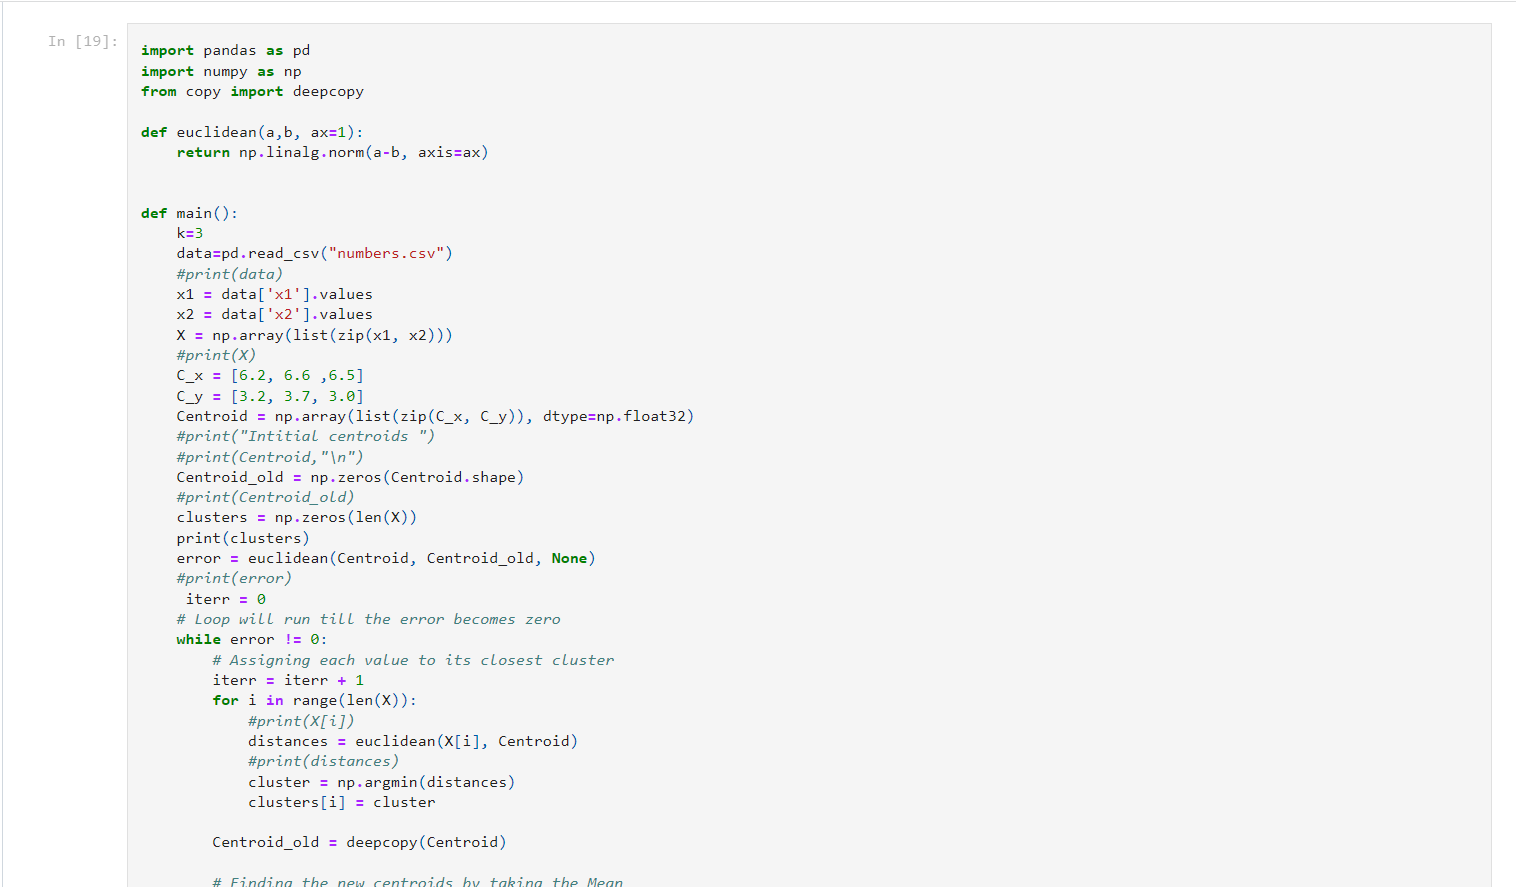 In [19]:
import pandas as pd
import numpy as np
from copy import deepcopy
def euclidean(a,b, ax=1):
    return np.linalg.norm(a-b, axis=ax)
def main():
    k=3
    data=pd.read_csv("numbers.csv")
    #print(data)
    x1 = data['x1'].values
    x2 = data['x2'].values
    X = np.array(list(zip(x1, x2)))
    #print(X)
    C_x = [6.2, 6.6 ,6.5]
    C_y = [3.2, 3.7, 3.0]
    Centroid = np.array(list(zip(C_x, C_y)), dtype=np.float32)
    #print("Intitial centroids ")
    #print(Centroid,"\n")
    Centroid_old = np.zeros(Centroid.shape)
    #print(Centroid_old)
    clusters = np.zeros(len(X))
    print(clusters)
    error = euclidean(Centroid, Centroid_old, None)
    #print(error)
     iterr = 0
    # Loop will run till the error becomes zero
    while error != 0:
        # Assigning each value to its closest cluster
        iterr = iterr + 1
        for i in range(len(X)):
            #print(X[i])
            distances = euclidean(X[i], Centroid)
            #print(distances)
            cluster = np.argmin(distances)
            clusters[i] = cluster
        Centroid_old = deepcopy(Centroid)
        # Finding the new centroids by taking the Mean